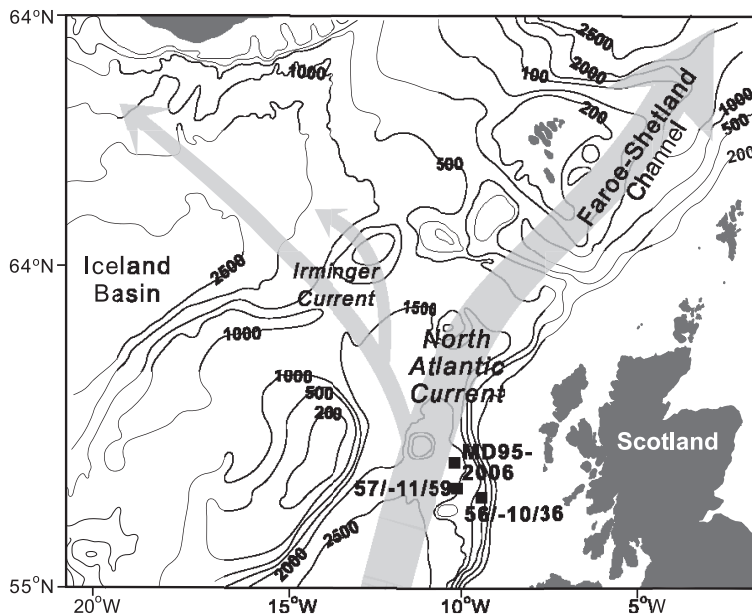 64°N
2500
2000
1000
100
1000
200
500
200
500
Faroe-Shetland
Channel
64°N
Iceland
Basin
2500
Irminger
Current
1500
1000
North
Atlantic
Current
1000
500
200
Scotland
MD95-
2006
57/-11/59
56/-10/36
2500
2000
55°N
20°W
15°W
10°W
5°W